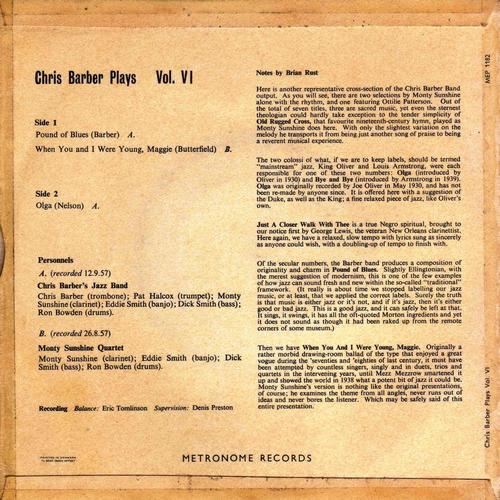 Chris Barber Plays Vol. VI
Side 1
Pound of Blues (Barber) A.
When You and I Were Young, Maggie (Butterfield) B.
Side 2
Olga (Nelson) A.
Personnels
A. (recorded 12.9.57)
Chris Barber's Jazz Band
Chris Barber (trombone); Pat Halcox (trumpet); Monty
Sunshine (clarinet); Eddie Smith (banjo); Dick Smith (bass);
Ron Bowden (drums).
B. (recorded 26.8.57)
Monty Sunshine Quartet
Monty Sunshine (clarinet); Eddie Smith (banjo); Dick
Smith (bass); Ron Bowden (drums).
Recording Balance: Eric Tomlinson Supervision: Denis Preston
Notes by Brian Rust
Here is another representative cross-section of the Chris Barber Band
output. As you will see, there are two selections by Monty Sunshine
alone with the rhythm, and one featuring Ottilie Patterson. Out of
the total of seven titles, three are sacred music, yet even the sternest
theologian could hardly take exception to the tender simplicity of
Old Rugged Cross, that favourite nineteenth-century hymn, played as
Monty Sunshine does here. With only the slightest variation on the
melody he transports it from being just another song of praise to being
a reverent musical experience.
The two colossi of what, if we are to keep labels, should be termed
"mainstream" jazz, King Oliver and Louis Armstrong, were each
responsible for one of these two numbers: Olga (introduced by
Oliver in 1930) and Bye and Bye (introduced by Armstrong in 1939).
Olga was originally recorded by Joe Oliver in May 1930, and has not
been re-made by anyone since. It is offered here with a suggestion of
the Duke, as well as the King; a fine relaxed piece of jazz, like Oliver's
own.
Just A Closer Walk With Thee is a true Negro spiritual, brought to
our notice first by George Lewis, the veteran New Orleans clarinettist.
Here again, we have a relaxed, slow tempo with lyrics sung as sincerely
as anyone could wish, with a doubling-up of tempo to finish with.
Of the secular numbers, the Barber band produces a composition of
originality and charm in Pound of Blues. Slightly Ellingtonian, with
the merest suggestion of modernism, this is one of the few examples
of how jazz can sound fresh and new within the so-called "traditional"
framework. (It really is about time we stopped labelling our jazz
music, or at least, that we applied the correct labels. Surely the truth
is that music is either jazz or it's not, and if it's jazz, then it's either
good or bad jazz. This is a good jazz, and it can safely be left at that.
It sings, it swings, it has all the oft-quoted Morton ingredients and yet
it does not sound as though it had been raked up from the remote
corners of some museum.)
Then we have When You And I Were Young, Maggie. Originally a
rather morbid drawing-room ballad of the type that enjoyed a great
vogue during the 'seventies and 'eighties of last century, it must have
been attempted by countless singers, singly and in duets, trios and
quartets in the intervening years, until Mezz Mezzrow smartened it
up and showed the world in 1938 what a potent bit of jazz it could be.
Monty Sunshine's version is nothing like the original presentations,
of course; he examines the theme from all angles, never runs out of
ideas and never bores the listener. Which may be safely said of this
entire presentation.
METRONOME RECORDS
MEP 1182
Chris Barber Plays Vol VI